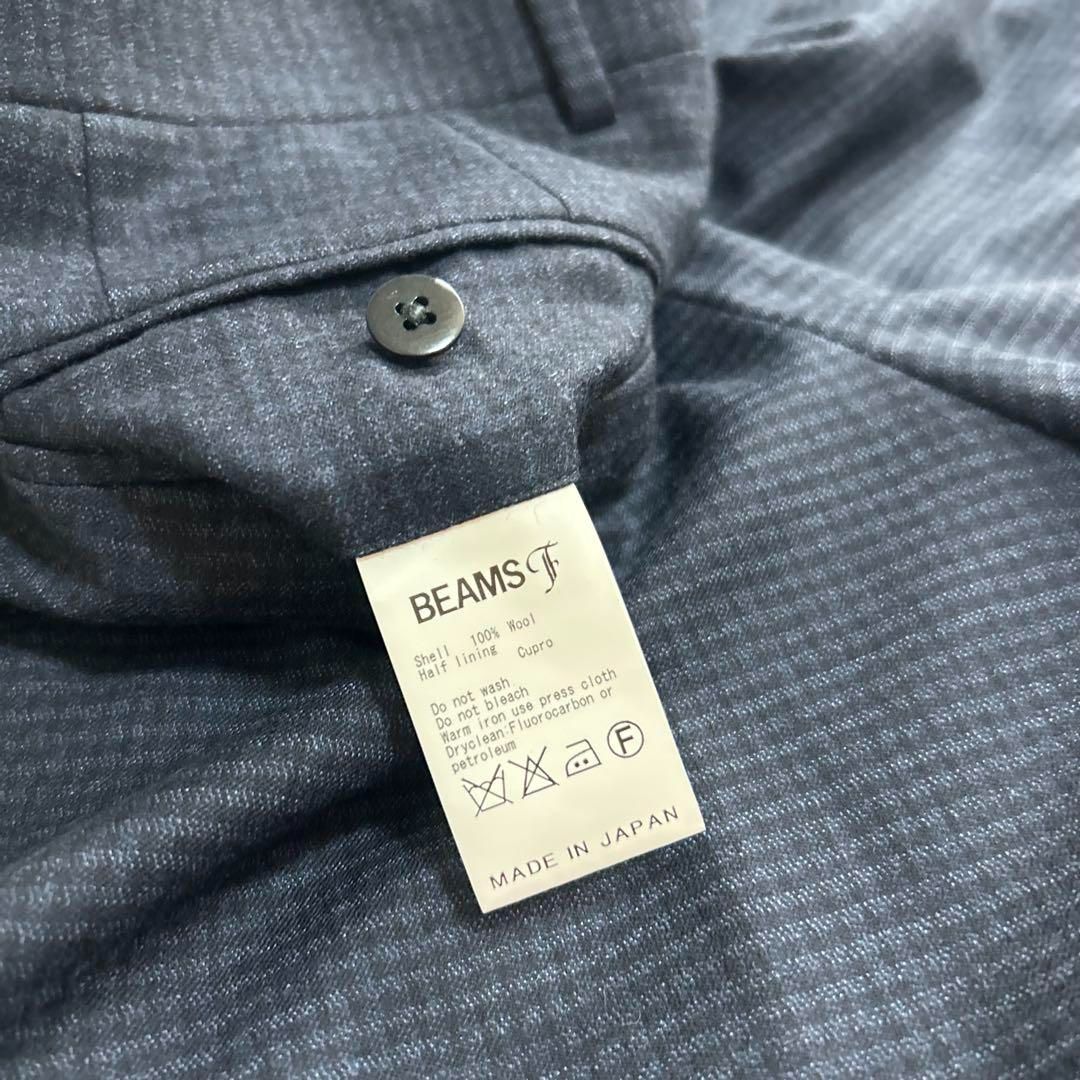 BEAMS F
Shell 100% Wool
Half lining Cupro
Do not wash
Do not bleach
Warm iron use press cloth
Dryclean:Fluorocarbon or
petroleum
F
MADE IN JAPAN